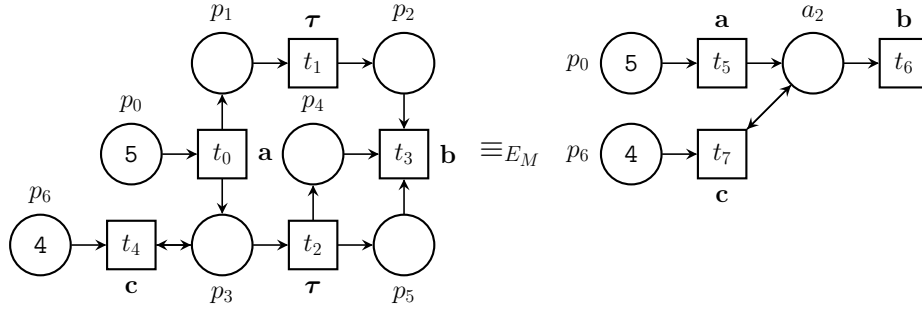 p₁ τ p₂ a a₂ b
t₁ p₀ 5 t₅ t₆
p₀ p₄
5 t₀ a t₃ b ≡E_M p₆ 4 t₇
p₆ c
4 t₄ t₂
c p₃ τ p₅